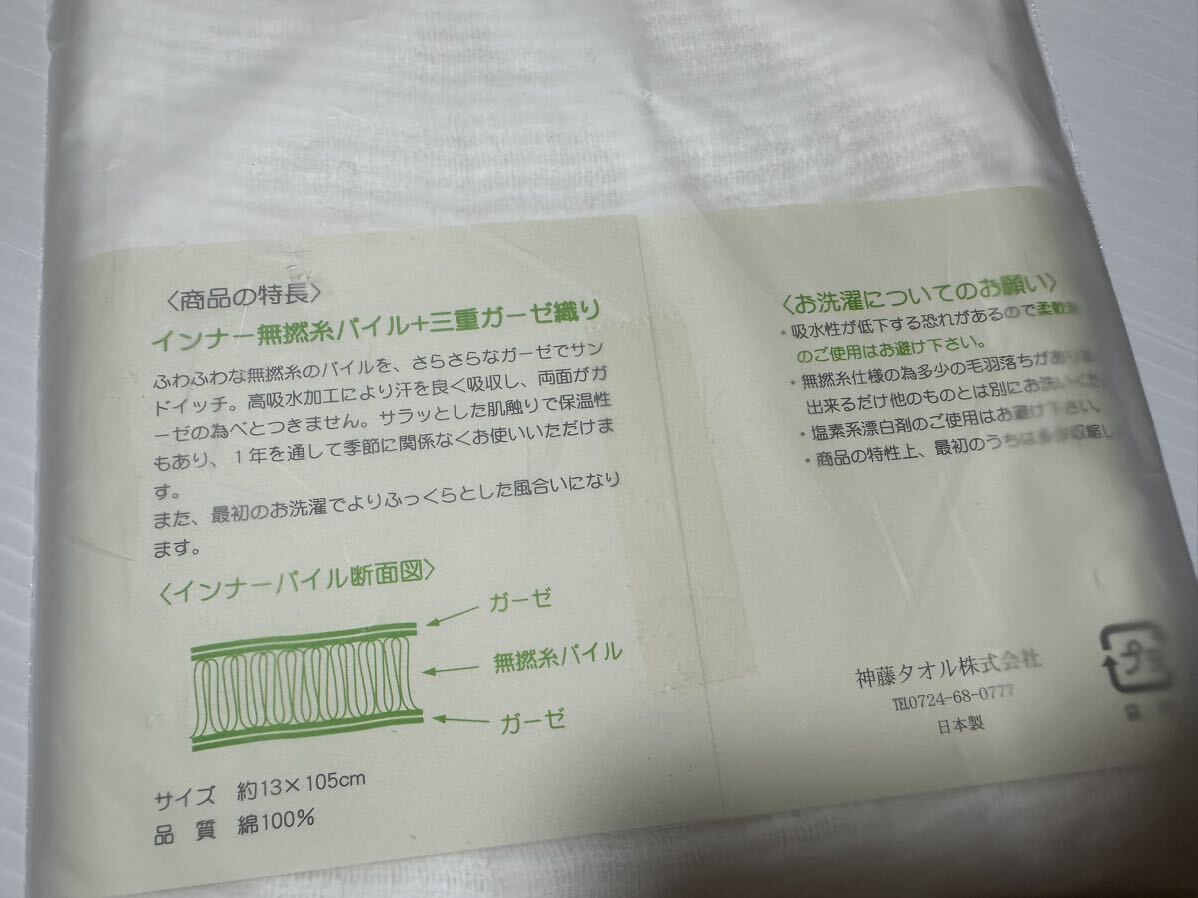 〈商品の特長〉
インナー無撚糸パイル+三重ガーゼ織り
ふわふわな無撚糸のパイルを、さらさらなガーゼでサン
ドイッチ。高吸水加工により汗を良く吸収し、両面がガ
ーゼの為べとつきません。サラッとした肌触りで保温性
もあり、1年を通して季節に関係なくお使いいただけま
す。
また、最初のお洗濯でよりふっくらとした風合いになり
ます。
〈インナーパイル断面図〉
ガーゼ
無撚糸パイル
ガーゼ
サイズ 約13×105cm
品 質 綿100%
〈お洗濯についてのお願い〉
・吸水性が低下する恐れがあるので柔軟
のご使用はお避け下さい。
・無撚糸仕様の為多少の毛羽落ちがあり
出来るだけ他のものとは別にお洗いくだ
・塩素系漂白剤のご使用はお避け下さい。
・商品の特性上、最初のうちは多少収縮し
神藤タオル株式会社
℡0724-68-0777
日本製
プラ